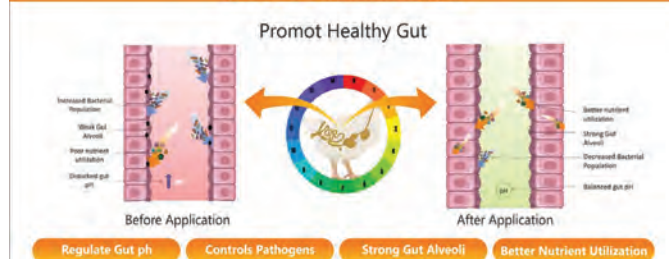 Promot Healthy Gut
Increased Bacterial
Population
Weak Gut
Alveoli
Poor nutrient
utilization
Disturbed gut
pH
Before Application
Better nutrient
utilization
Strong Gut
Alveoli
Decreased Bacterial
Population
pH
Balanced gut pH
After Application
Regulate Gut ph
Controls Pathogens
Strong Gut Alveoli
Better Nutrient Utilization